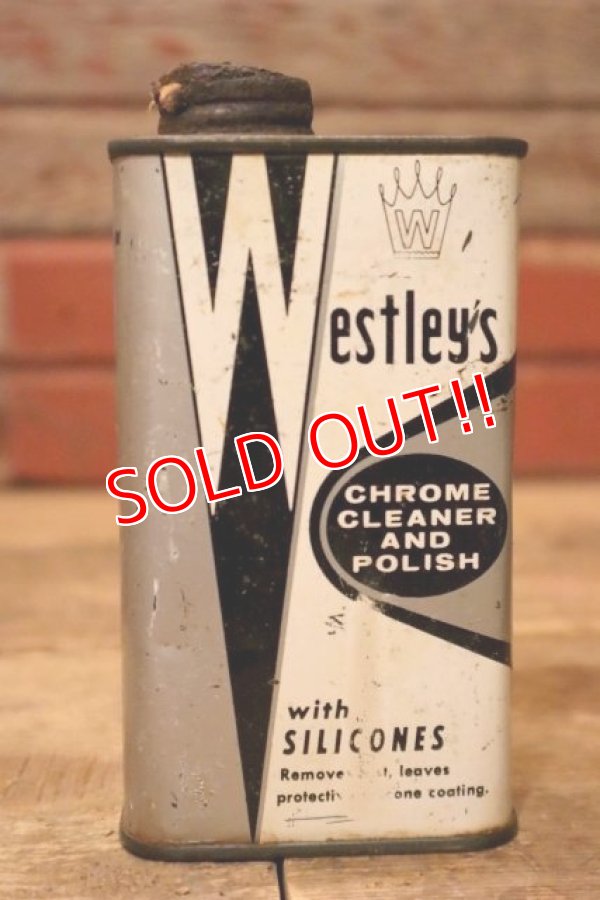 W
Westley's
SOLD OUT!!
CHROME
CLEANER
AND
POLISH
with
SILICONES
leaves
coating.